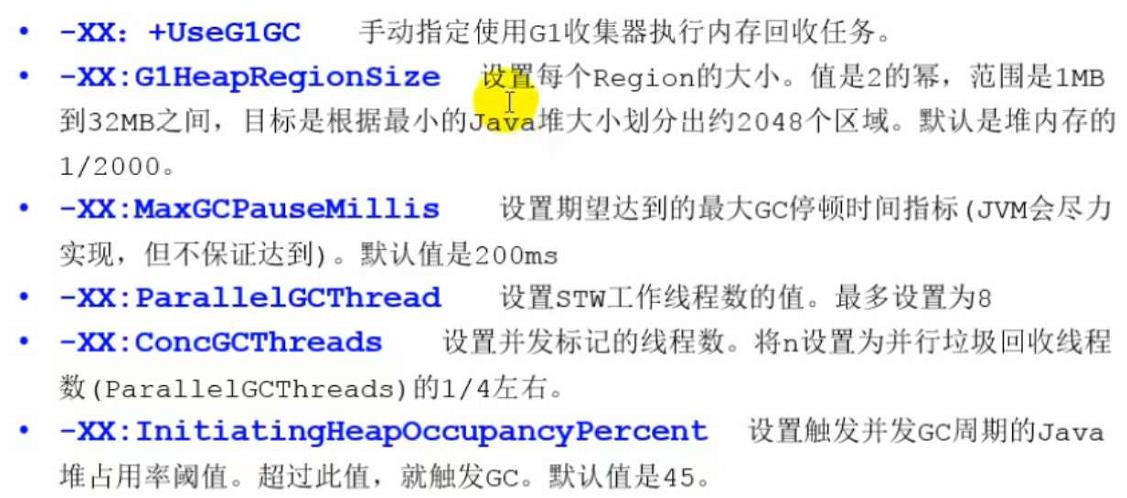 • -XX：+UseG1GC 手动指定使用G1收集器执行内存回收任务。
• -XX:G1HeapRegionSize 设置每个Region的大小。值是2的幂，范围是1MB
到32MB之间，目标是根据最小的Java堆大小划分出约2048个区域。默认是堆内存的
1/2000。
• -XX:MaxGCPauseMillis 设置期望达到的最大GC停顿时间指标(JVM会尽力
实现，但不保证达到)。默认值是200ms
• -XX:ParallelGCThread 设置STW工作线程数的值。最多设置为8
• -XX:ConcGCThreads 设置并发标记的线程数。将n设置为并行垃圾回收线程
数(ParallelGCThreads)的1/4左右。
• -XX:InitiatingHeapOccupancyPercent 设置触发并发GC周期的Java
堆占用率阈值。超过此值，就触发GC。默认值是45。